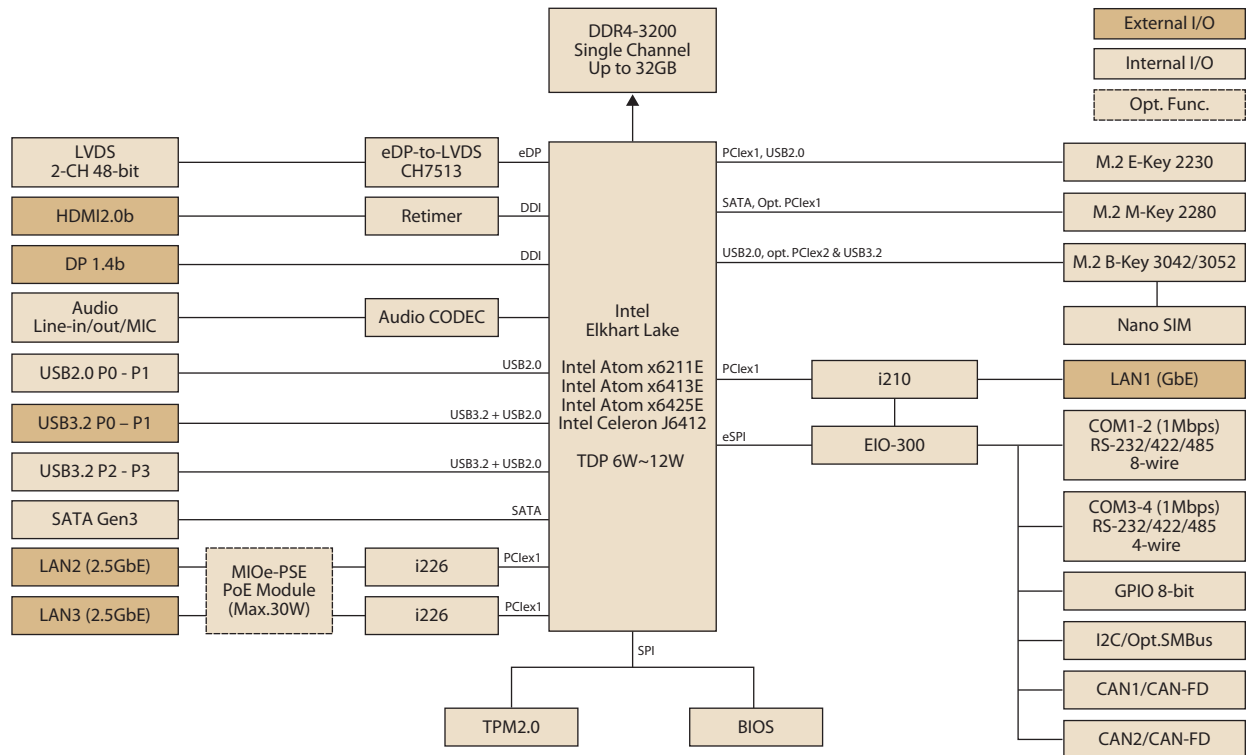 DDR4-3200
Single Channel
Up to 32GB
External I/O
Internal I/O
Opt. Func.
LVDS
2-CH 48-bit
eDP-to-LVDS
CH7513
eDP
HDMI2.0b
Retimer
DDI
DP 1.4b
DDI
Audio
Line-in/out/MIC
Audio CODEC
USB2.0 P0 - P1
USB2.0
USB3.2 P0 – P1
USB3.2 + USB2.0
USB3.2 P2 - P3
USB3.2 + USB2.0
SATA Gen3
SATA
LAN2 (2.5GbE)
LAN3 (2.5GbE)
MIOe-PSE
PoE Module
(Max.30W)
i226
PCIex1
i226
PCIex1
Intel
Elkhart Lake
Intel Atom x6211E
Intel Atom x6413E
Intel Atom x6425E
Intel Celeron J6412
TDP 6W~12W
SPI
TPM2.0
BIOS
PCIex1, USB2.0
M.2 E-Key 2230
SATA, Opt. PCIex1
M.2 M-Key 2280
USB2.0, opt. PCIex2 & USB3.2
M.2 B-Key 3042/3052
Nano SIM
PCIex1
i210
LAN1 (GbE)
eSPI
EIO-300
COM1-2 (1Mbps)
RS-232/422/485
8-wire
COM3-4 (1Mbps)
RS-232/422/485
4-wire
GPIO 8-bit
I2C/Opt.SMBus
CAN1/CAN-FD
CAN2/CAN-FD